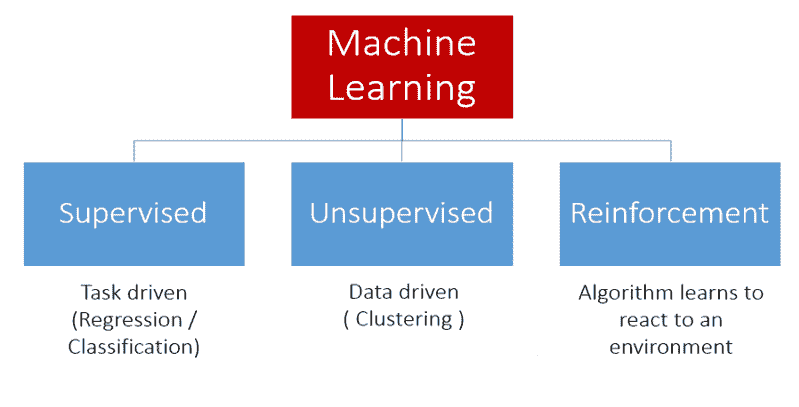 Machine
Learning
Supervised
Unsupervised
Reinforcement
Task driven
(Regression /
Classification)
Data driven
( Clustering )
Algorithm learns to
react to an
environment